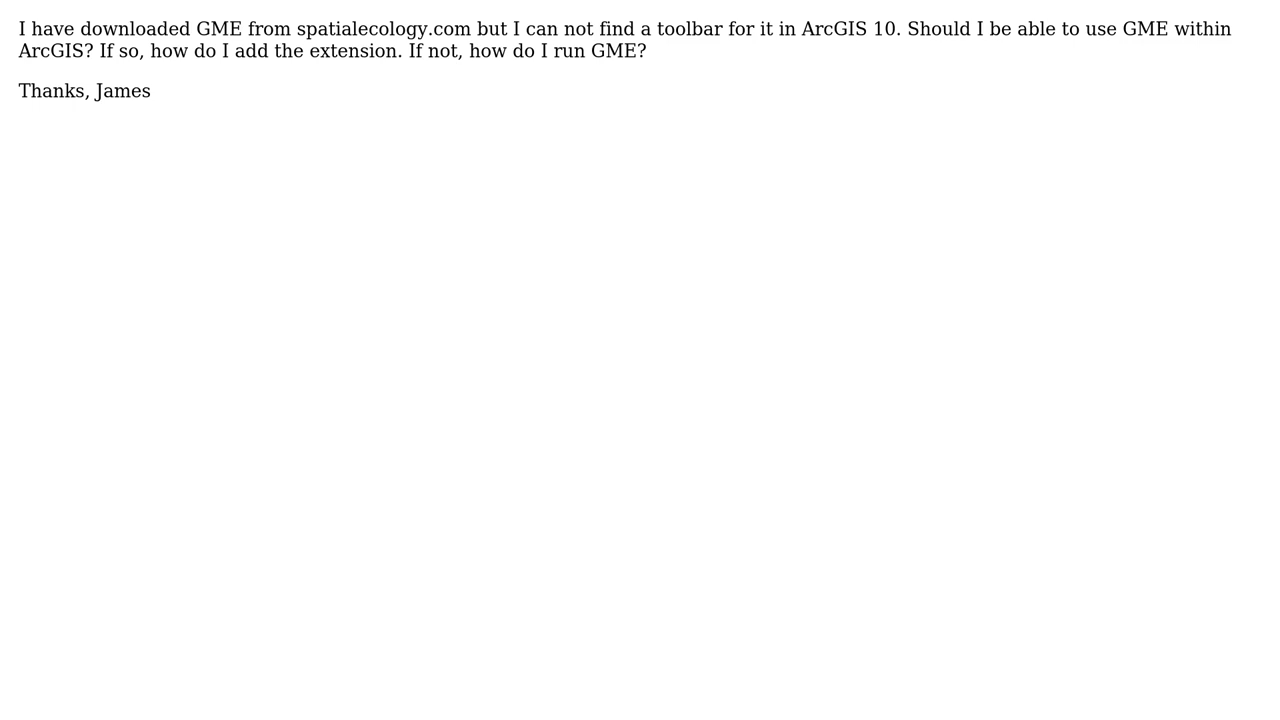 I have downloaded GME from spatialecology.com but I can not find a toolbar for it in ArcGIS 10. Should I be able to use GME within
ArcGIS? If so, how do I add the extension. If not, how do I run GME?
Thanks, James